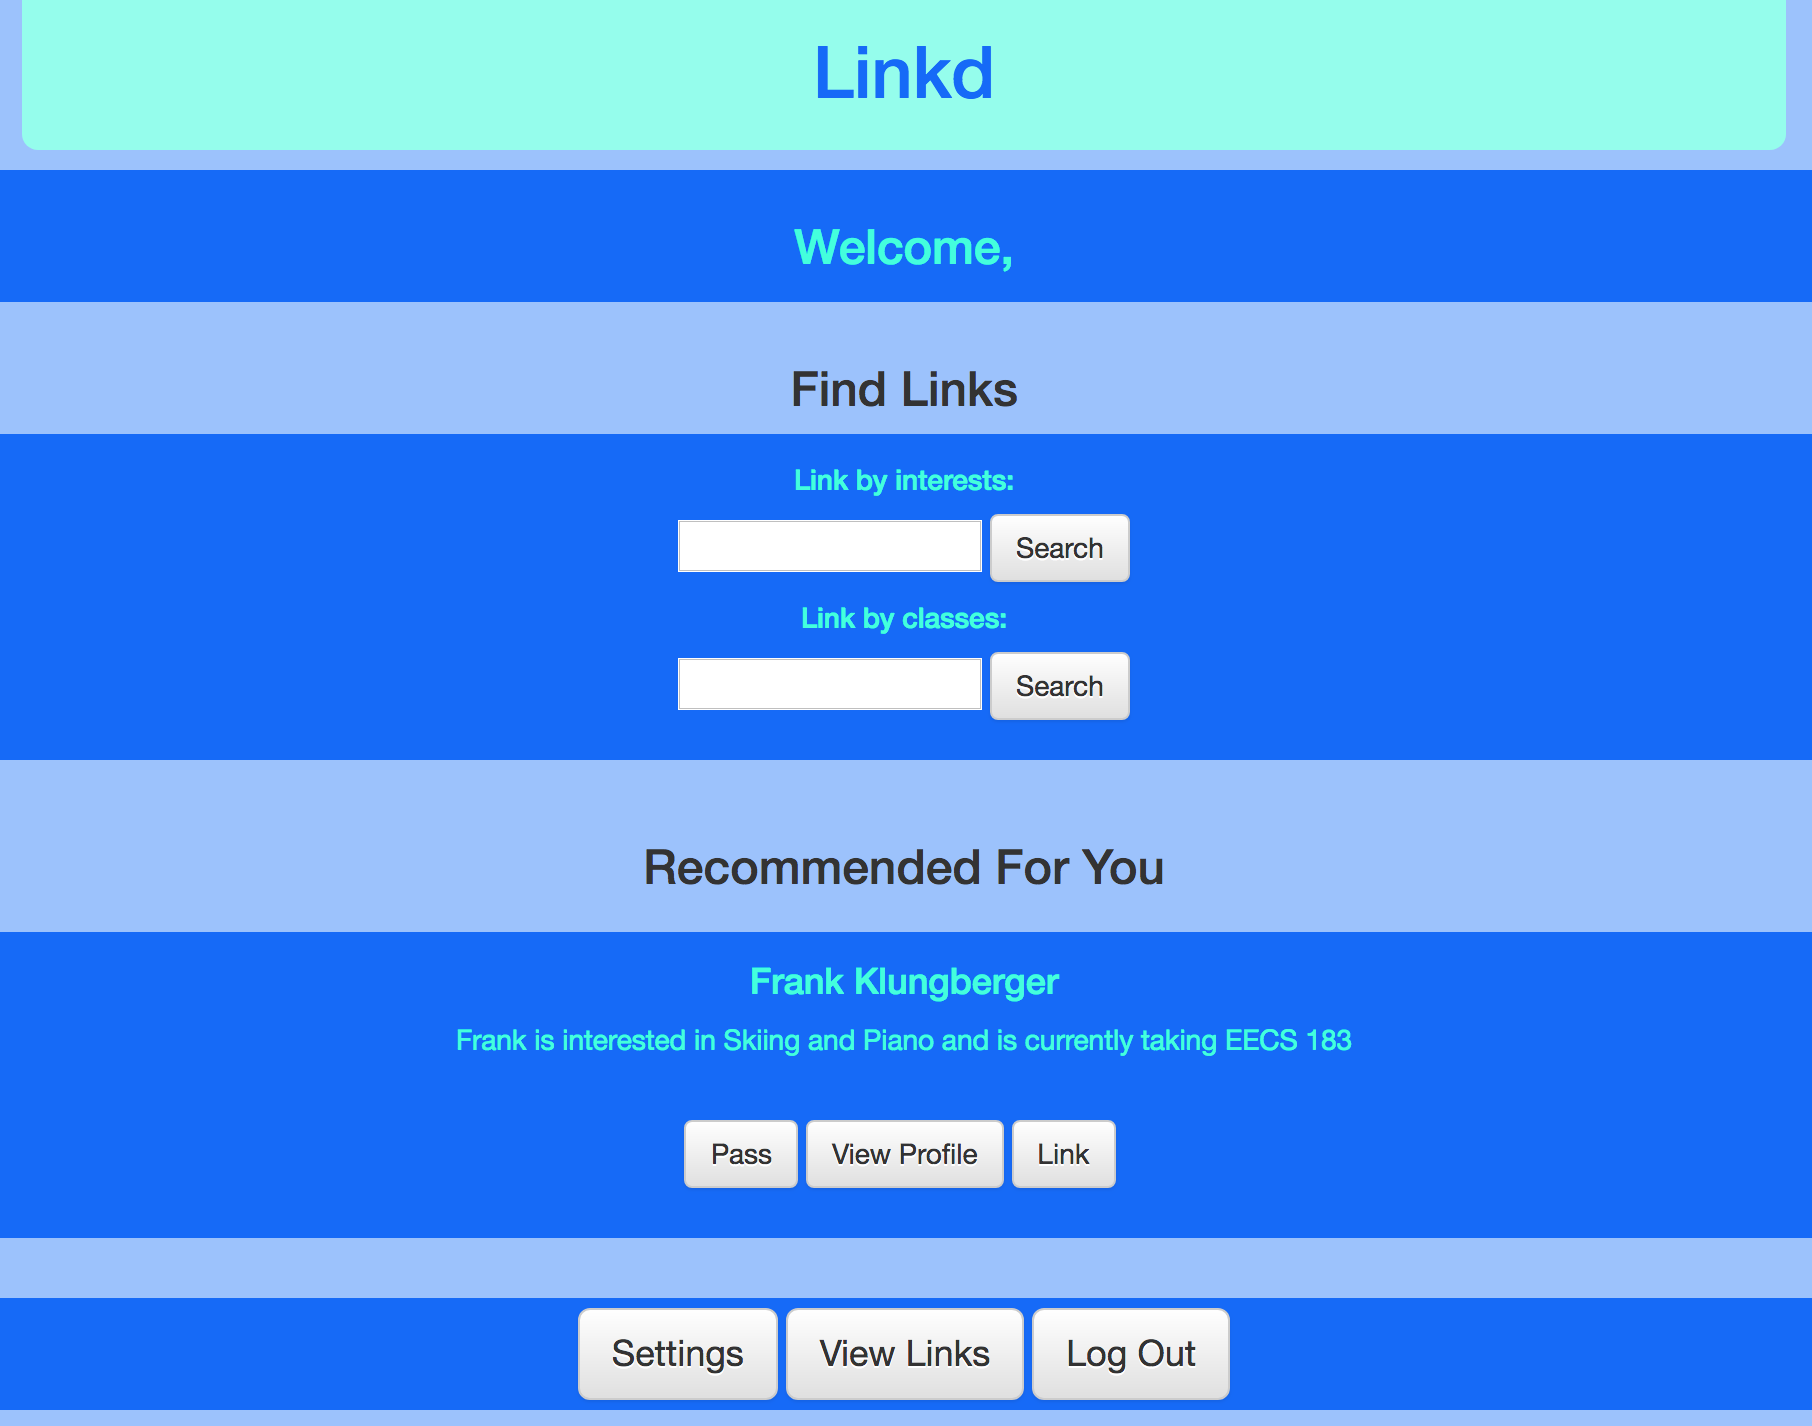 Linkd
Welcome,
Find Links
Link by interests:
Search
Link by classes:
Search
Recommended For You
Frank Klungberger
Frank is interested in Skiing and Piano and is currently taking EECS 183
Pass View Profile Link
Settings View Links Log Out